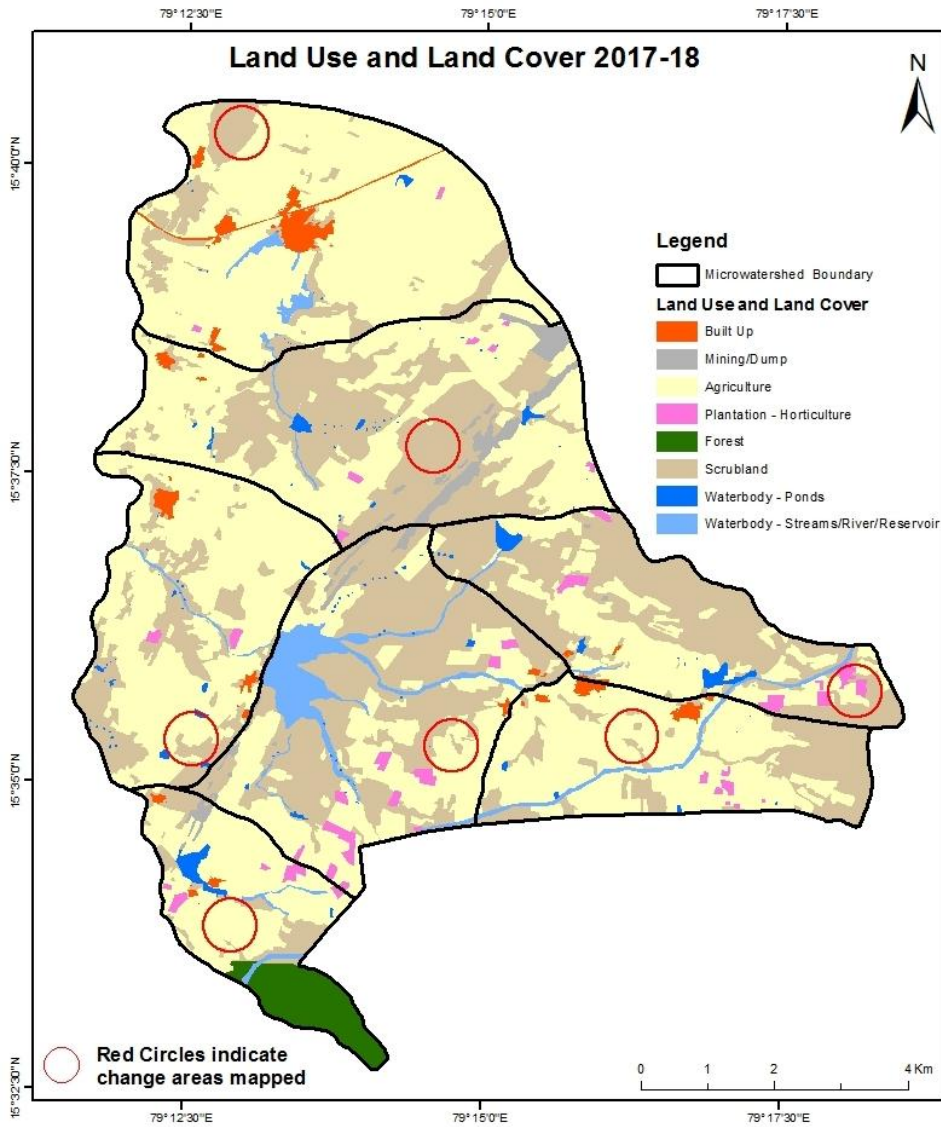 79°12'30"E 79°15'0"E 79°17'30"E
Land Use and Land Cover 2017-18
N
15°40'0"N
15°37'30"N
15°35'0"N
15°32'30"N
Legend
Microwatershed Boundary
Land Use and Land Cover
Built Up
Mining/Dump
Agriculture
Plantation - Horticulture
Forest
Scrubland
Waterbody - Ponds
Waterbody - Streams/River/Reservoir
Red Circles indicate
change areas mapped
0 1 2 4 Km
79°12'30"E 79°15'0"E 79°17'30"E